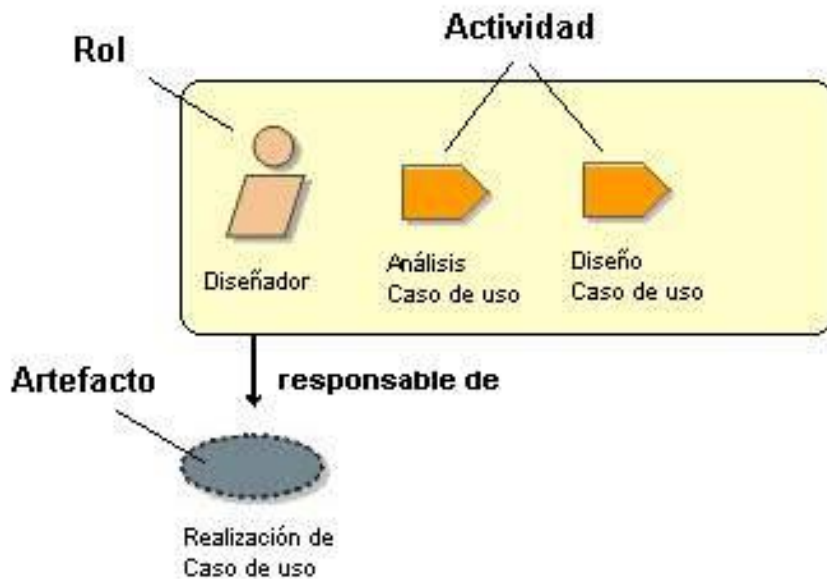 Actividad
Rol
Diseñador
Análisis
Caso de uso
Diseño
Caso de uso
Artefacto
responsable de
Realización de
Caso de uso